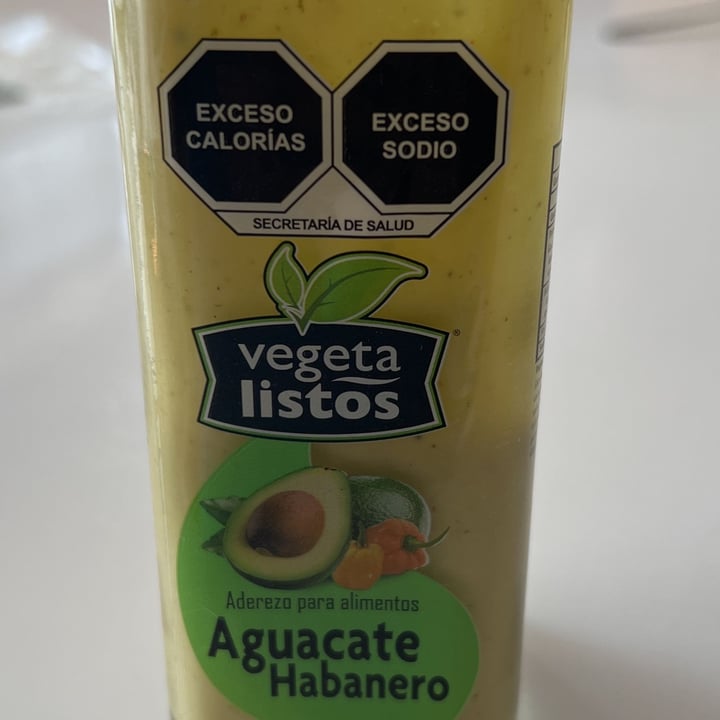 EXCESO
CALORÍAS
EXCESO
SODIO
SECRETARÍA DE SALUD
vegeta
listos®
Aderezo para alimentos
Aguacate
Habanero